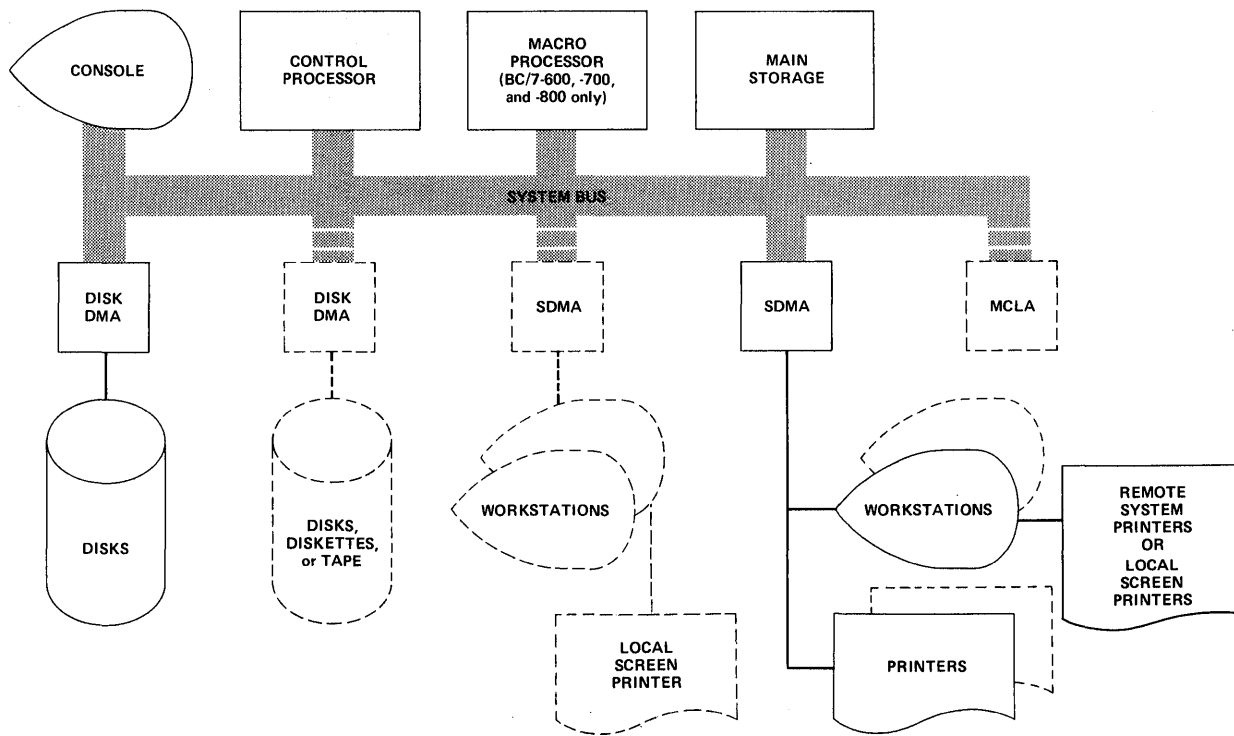 CONSOLE
CONTROL
PROCESSOR
MACRO
PROCESSOR
(BC/7-600, -700,
and -800 only)
MAIN
STORAGE
SYSTEM BUS
DISK
DMA
DISK
DMA
SDMA
SDMA
MCLA
DISKS
DISKS,
DISKETTES,
or TAPE
WORKSTATIONS
WORKSTATIONS
REMOTE
SYSTEM
PRINTERS
OR
LOCAL
SCREEN
PRINTERS
LOCAL
SCREEN
PRINTER
PRINTERS